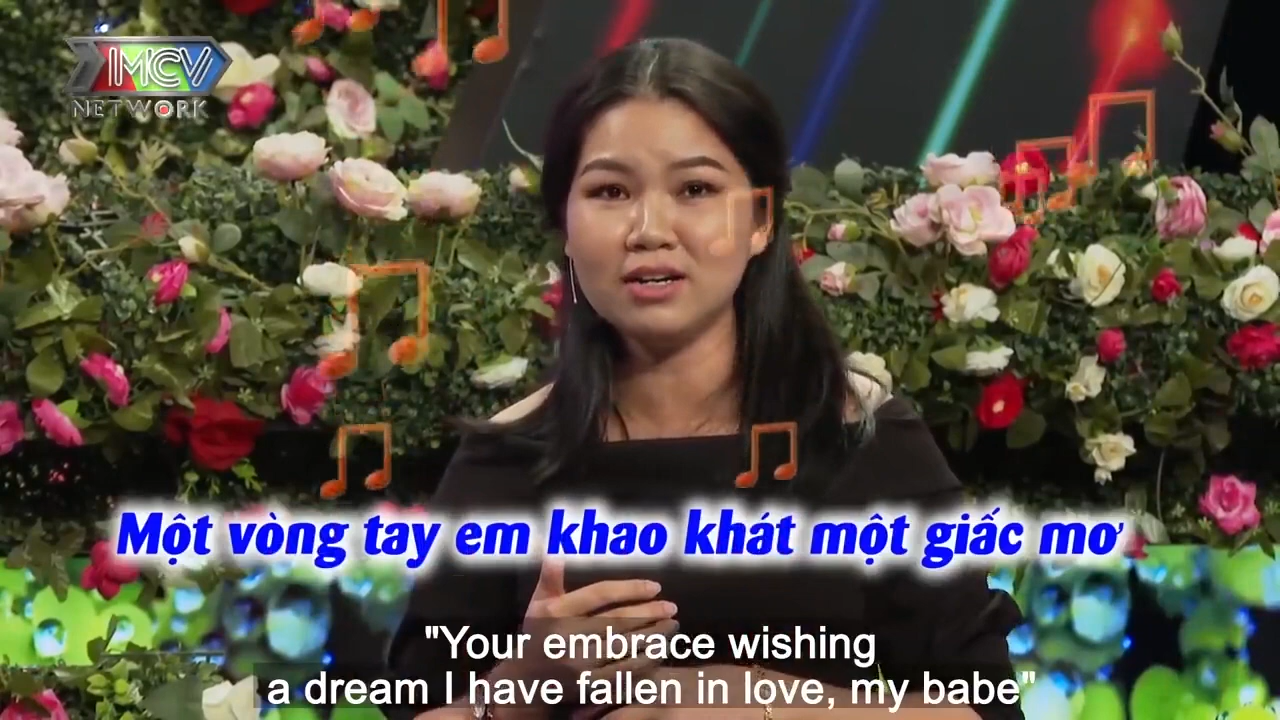 MCV
NETWORK
Một vòng tay em khao khát một giấc mơ
"Your embrace wishing
a dream I have fallen in love, my babe"